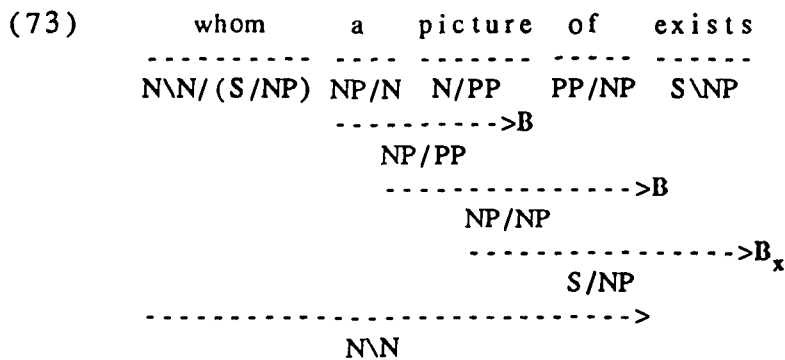 (73) whom a picture of exists
---------- ---- ------- ---- ------
N\N/(S/NP) NP/N N/PP PP/NP S\NP
---------->B
NP/PP
--------------->B
NP/NP
-------------->Bx
S/NP
----------------------------->
N\N